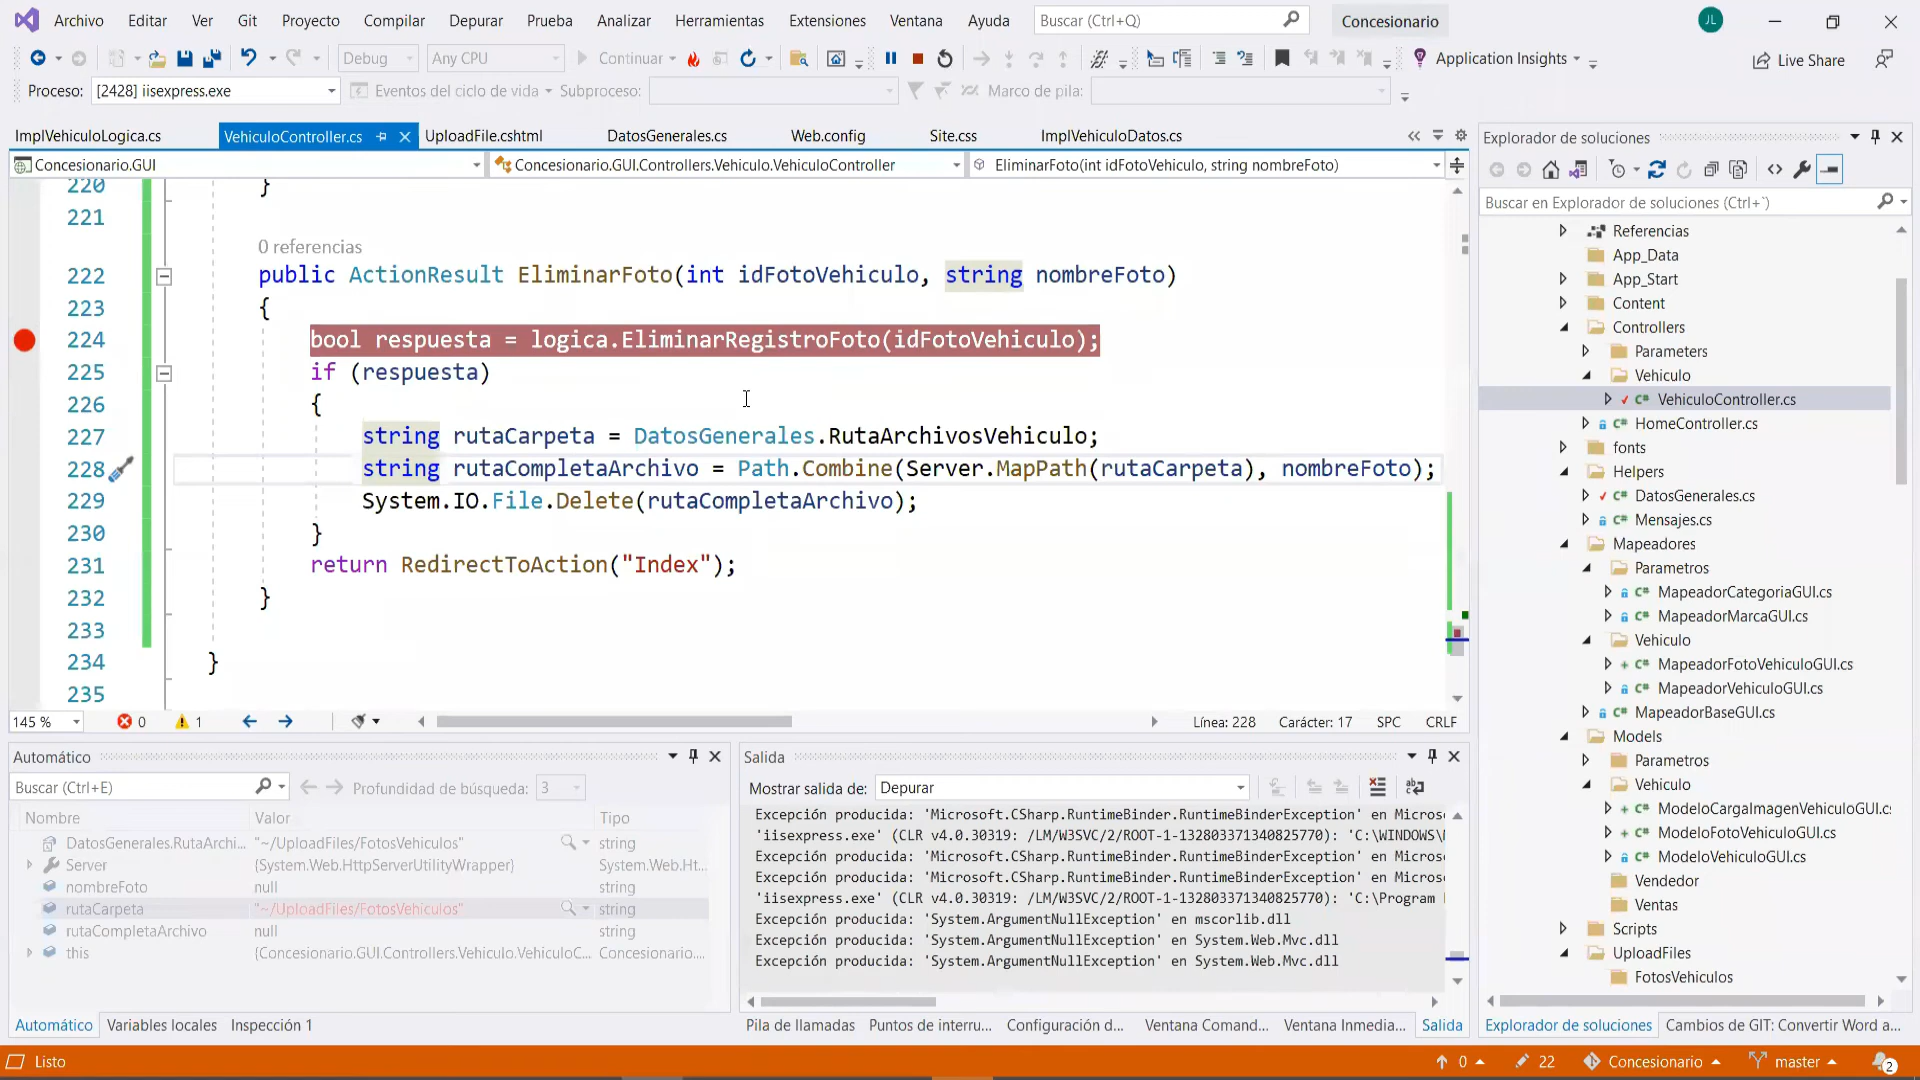 Archivo Editar Ver Git Proyecto Compilar Depurar Prueba Analizar Herramientas Extensiones Ventana Ayuda Buscar (Ctrl+Q) Concesionario JL
Debug Any CPU Continuar Application Insights Live Share
Proceso: [2428] iisexpress.exe Eventos del ciclo de vida Subproceso: Marco de pila:
ImplVehiculoLogica.cs VehiculoController.cs UploadFile.cshtml DatosGenerales.cs Web.config Site.css ImplVehiculoDatos.cs
Concesionario.GUI Concesionario.GUI.Controllers.Vehiculo.VehiculoController EliminarFoto(int idFotoVehiculo, string nombreFoto)
220 }
221
0 referencias
222 public ActionResult EliminarFoto(int idFotoVehiculo, string nombreFoto)
223 {
224 bool respuesta = logica.EliminarRegistroFoto(idFotoVehiculo);
225 if (respuesta)
226 {
227 string rutaCarpeta = DatosGenerales.RutaArchivosVehiculo;
228 string rutaCompletaArchivo = Path.Combine(Server.MapPath(rutaCarpeta), nombreFoto);
229 System.IO.File.Delete(rutaCompletaArchivo);
230 }
231 return RedirectToAction("Index");
232 }
233
234 }
235
145 % 0 1 Línea: 228 Carácter: 17 SPC CRLF
Automático
Buscar (Ctrl+E) Profundidad de búsqueda: 3
Nombre Valor Tipo
DatosGenerales.RutaArchi... "~/UploadFiles/FotosVehiculos" string
Server {System.Web.HttpServerUtilityWrapper} System.Web.Ht...
nombreFoto null string
rutaCarpeta "~/UploadFiles/FotosVehiculos" string
rutaCompletaArchivo null string
this {Concesionario.GUI.Controllers.Vehiculo.VehiculoC... Concesionario....
Automático Variables locales Inspección 1
Salida
Mostrar salida de: Depurar
Excepción producida: 'Microsoft.CSharp.RuntimeBinder.RuntimeBinderException' en Micros
'iisexpress.exe' (CLR v4.0.30319: /LM/W3SVC/2/ROOT-1-132803371340825770): 'C:\WINDOWS\
Excepción producida: 'Microsoft.CSharp.RuntimeBinder.RuntimeBinderException' en Micros
Excepción producida: 'Microsoft.CSharp.RuntimeBinder.RuntimeBinderException' en Micros
'iisexpress.exe' (CLR v4.0.30319: /LM/W3SVC/2/ROOT-1-132803371340825770): 'C:\Program
Excepción producida: 'System.ArgumentNullException' en mscorlib.dll
Excepción producida: 'System.ArgumentNullException' en System.Web.Mvc.dll
Excepción producida: 'System.ArgumentNullException' en System.Web.Mvc.dll
Pila de llamadas Puntos de interru... Configuración d... Ventana Comand... Ventana Inmedia... Salida
Explorador de soluciones
Buscar en Explorador de soluciones (Ctrl+`)
Referencias
App_Data
App_Start
Content
Controllers
Parameters
Vehiculo
VehiculoController.cs
HomeController.cs
fonts
Helpers
DatosGenerales.cs
Mensajes.cs
Mapeadores
Parametros
MapeadorCategoriaGUI.cs
MapeadorMarcaGUI.cs
Vehiculo
MapeadorFotoVehiculoGUI.cs
MapeadorVehiculoGUI.cs
MapeadorBaseGUI.cs
Models
Parametros
Vehiculo
ModeloCargaImagenVehiculoGUI.cs
ModeloFotoVehiculoGUI.cs
ModeloVehiculoGUI.cs
Vendedor
Ventas
Scripts
UploadFiles
FotosVehiculos
Explorador de soluciones Cambios de GIT: Convertir Word a...
Listo 0 22 Concesionario master 2